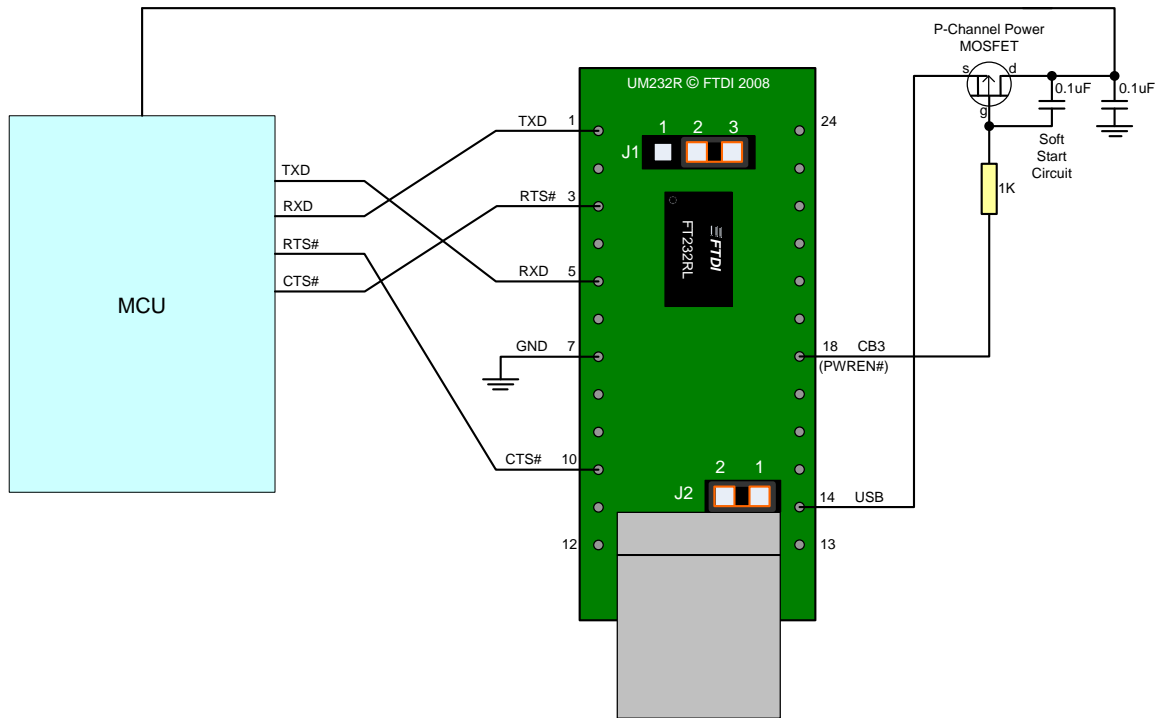 P-Channel Power
MOSFET
s
d
g
0.1uF
0.1uF
Soft
Start
Circuit
1K
UM232R © FTDI 2008
TXD
1
24
1
2
3
J1
TXD
RXD
RTS#
CTS#
MCU
RTS#
3
FTDI
FT232RL
RXD
5
GND
7
18
CB3
(PWREN#)
CTS#
10
2
1
J2
14
USB
12
13